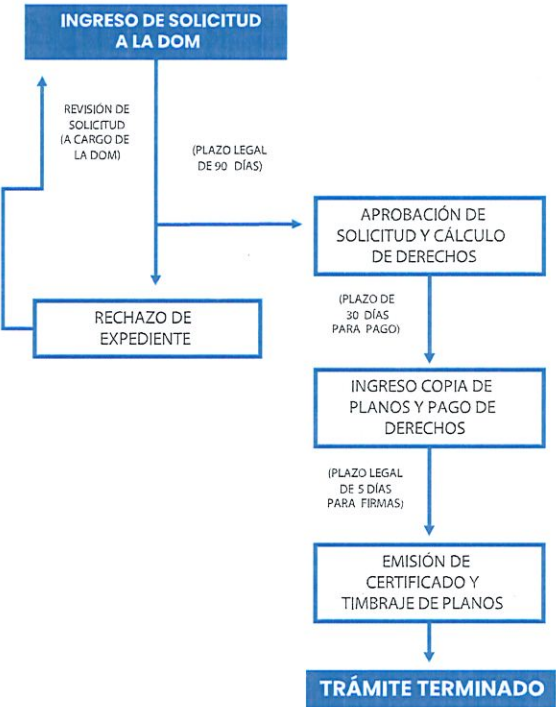 INGRESO DE SOLICITUD
A LA DOM
REVISIÓN DE
SOLICITUD
(A CARGO DE
LA DOM)
(PLAZO LEGAL
DE 90 DÍAS)
APROBACIÓN DE
SOLICITUD Y CÁLCULO
DE DERECHOS
RECHAZO DE
EXPEDIENTE
(PLAZO DE
30 DÍAS
PARA PAGO)
INGRESO COPIA DE
PLANOS Y PAGO DE
DERECHOS
(PLAZO LEGAL
DE 5 DÍAS
PARA FIRMAS)
EMISIÓN DE
CERTIFICADO Y
TIMBRAJE DE PLANOS
TRÁMITE TERMINADO